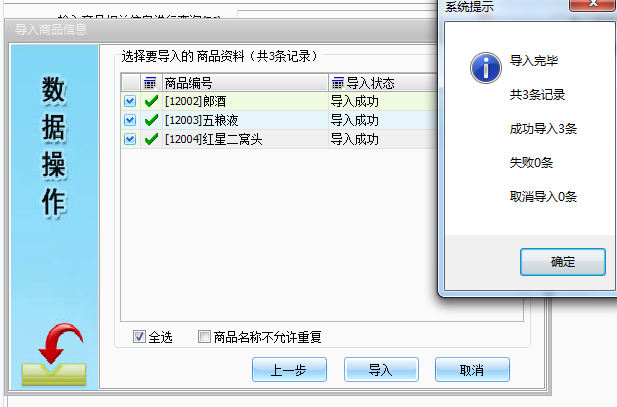 系统提示
导入商品信息
数据操作
选择要导入的 商品资料（共3条记录）
商品编号
导入状态
[12002]郎酒
导入成功
[12003]五粮液
导入成功
[12004]红星二窝头
导入成功
全选
商品名称不允许重复
上一步
导入
取消
导入完毕
共3条记录
成功导入3条
失败0条
取消导入0条
确定